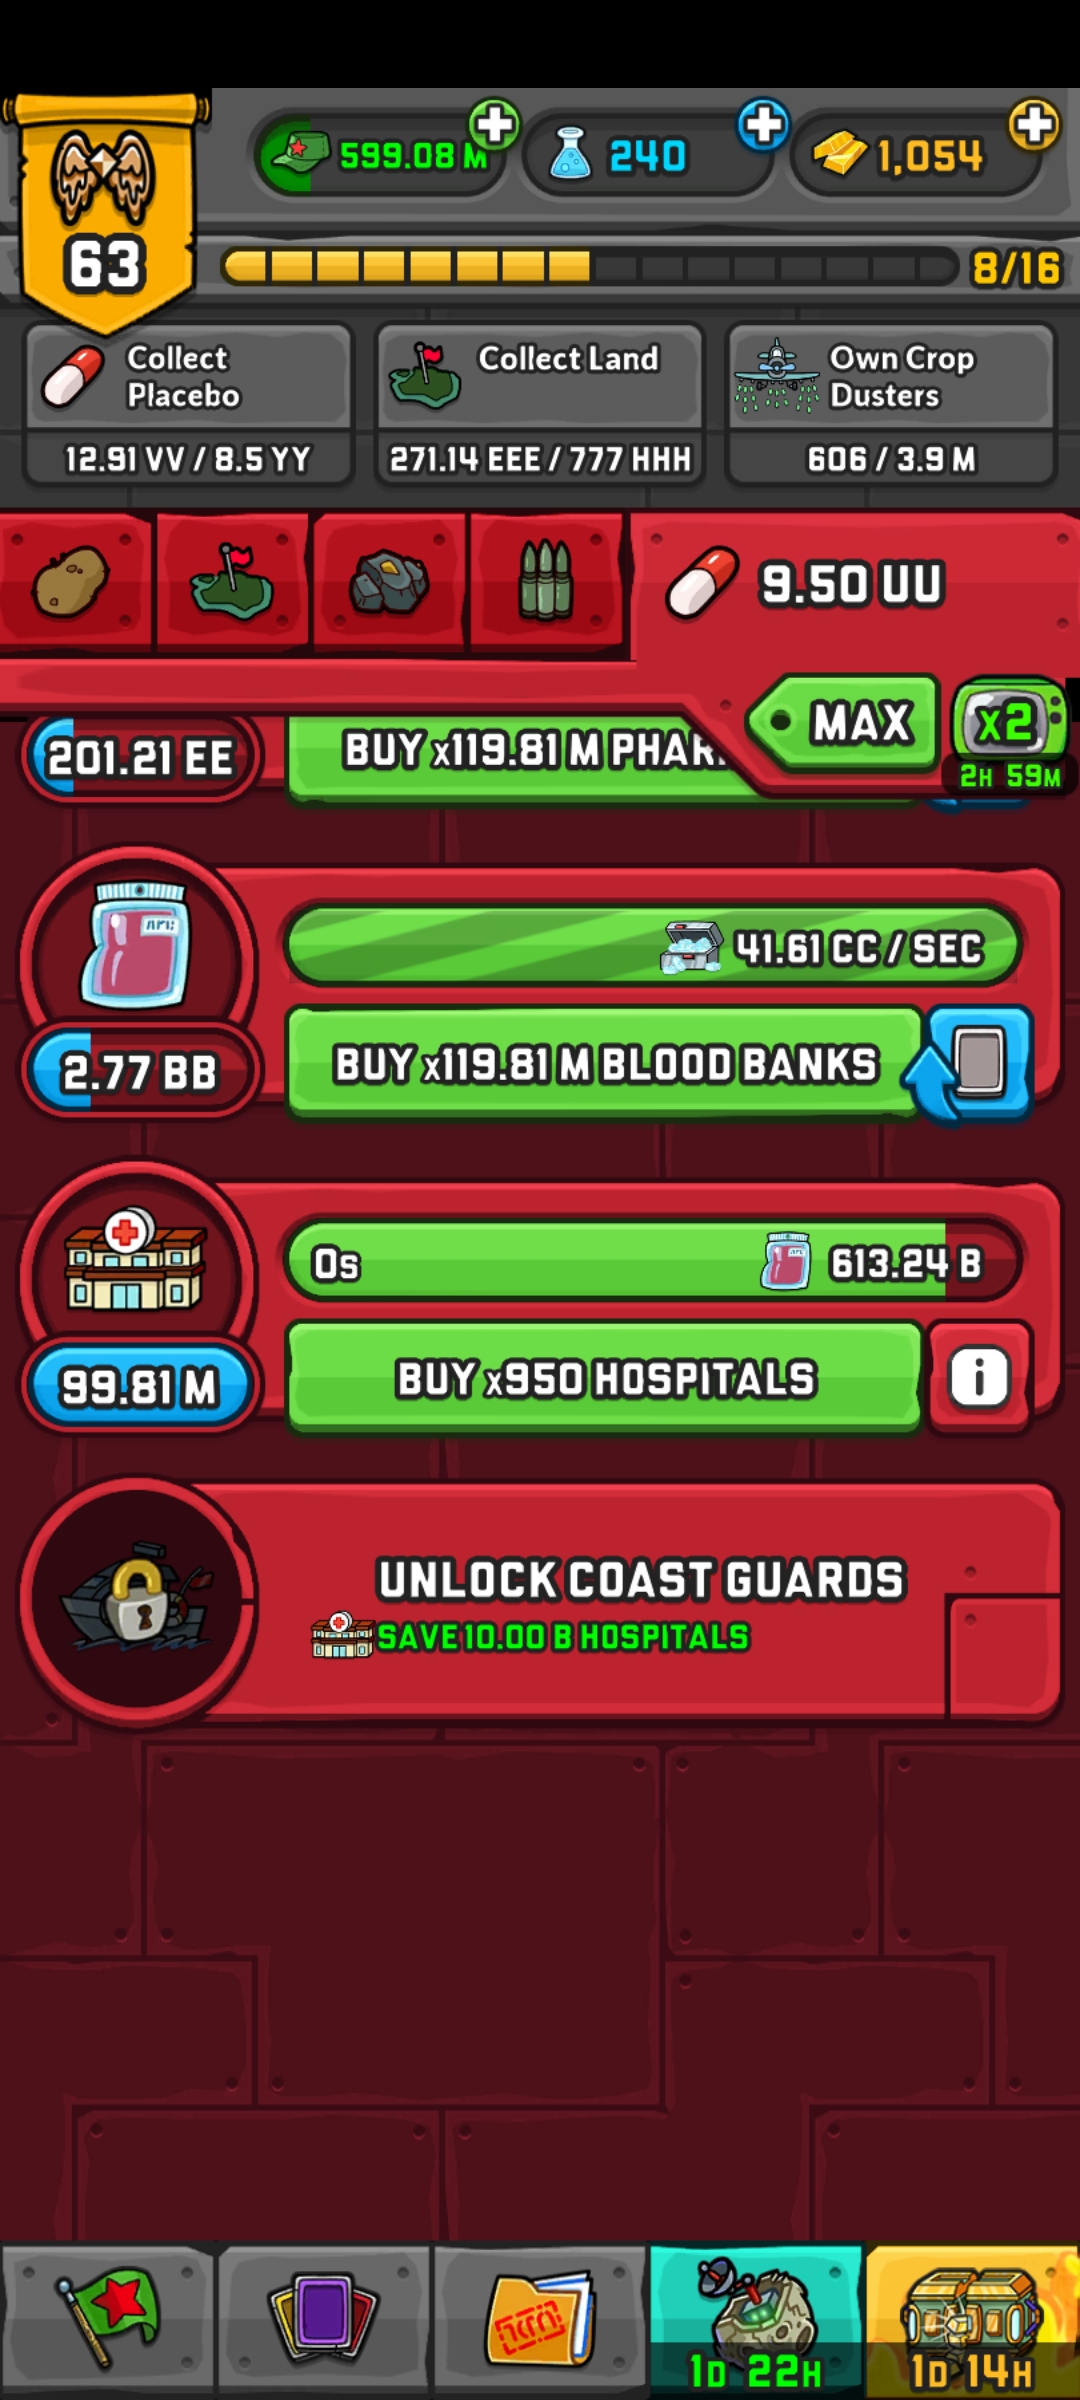 63
599.08 M
240
1,054
8/16
Collect
Placebo
12.91 VV / 8.5 YY
Collect Land
271.14 EEE / 777 HHH
Own Crop
Dusters
606 / 3.9 M
9.50 UU
MAX
x2
2H 59M
201.21 EE
BUY x119.81 M
41.61 CC / SEC
2.77 BB
BUY x119.81 M BLOOD BANKS
0s
613.24 B
99.81 M
BUY x950 HOSPITALS
i
UNLOCK COAST GUARDS
SAVE 10.00 B HOSPITALS
1D 22H
1D 14H